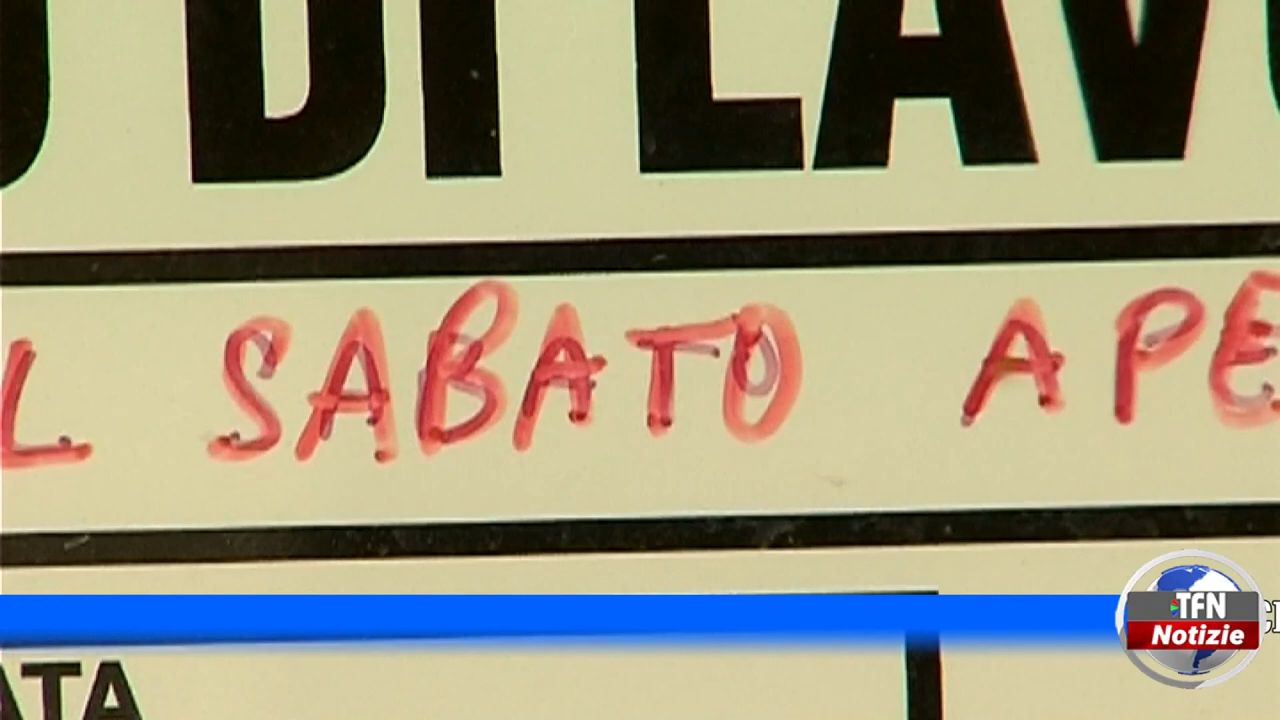 DI LAV
L SABATO APE
ATA
TFN
Notizie